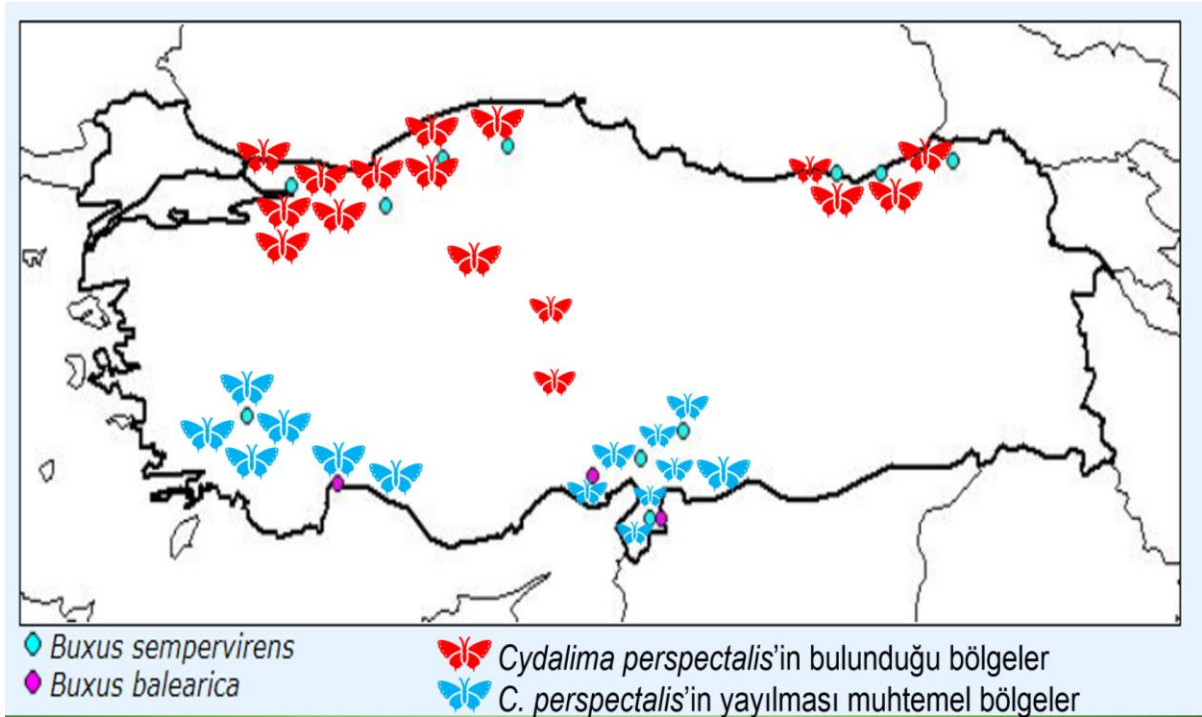 Buxus sempervirens
Buxus balearica
Cydalima perspectalis’in bulunduğu bölgeler
C. perspectalis’in yayılması muhtemel bölgeler